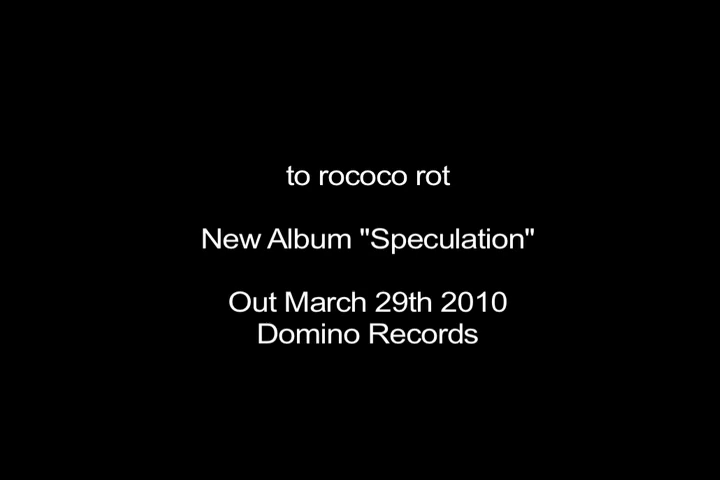 to rococo rot
New Album "Speculation"
Out March 29th 2010
Domino Records